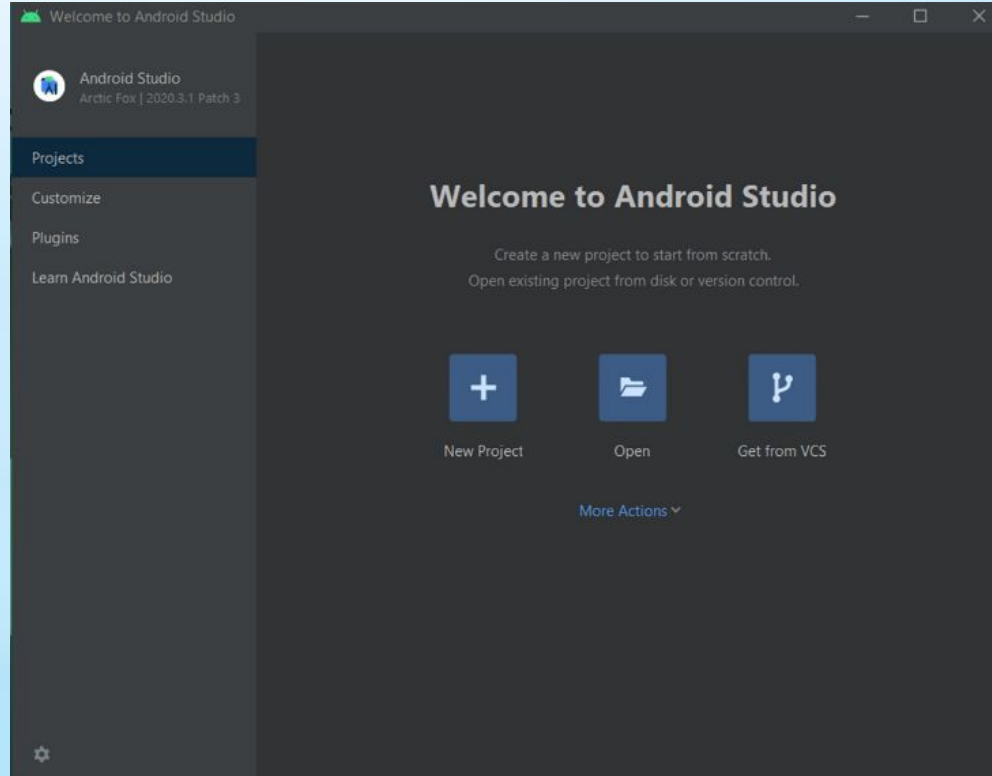 Welcome to Android Studio
Android Studio
Arctic Fox | 2020.3.1 Patch 3
Projects
Customize
Plugins
Learn Android Studio
Welcome to Android Studio
Create a new project to start from scratch.
Open existing project from disk or version control.
New Project
Open
Get from VCS
More Actions